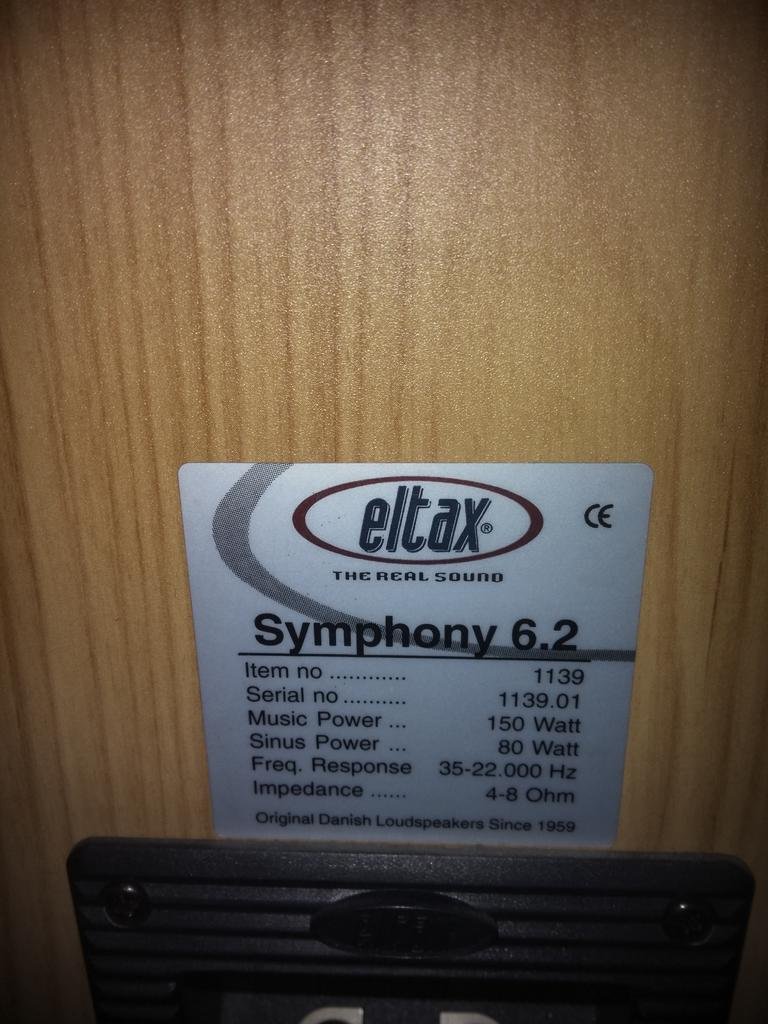 eltax®
CE
THE REAL SOUND
Symphony 6.2
Item no ............ 1139
Serial no .......... 1139.01
Music Power ... 150 Watt
Sinus Power ... 80 Watt
Freq. Response 35-22.000 Hz
Impedance ...... 4-8 Ohm
Original Danish Loudspeakers Since 1959